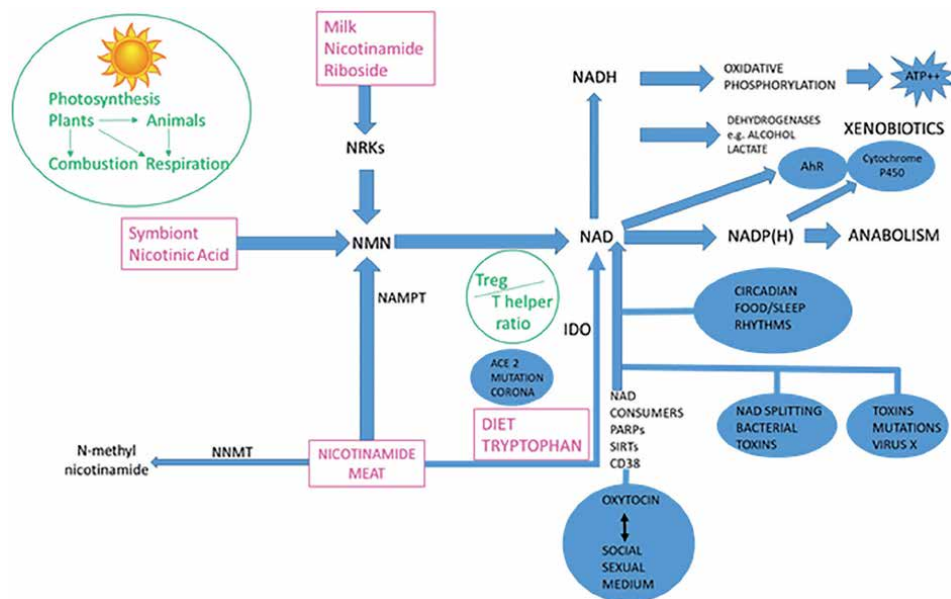 Photosynthesis
Plants
Animals
Combustion
Respiration
Milk
Nicotinamide
Riboside
NRKs
Symbiont
Nicotinic Acid
NMN
NAD
NADH
OXIDATIVE
PHOSPHORYLATION
ATP++
DEHYDROGENASES
e.g. ALCOHOL
LACTATE
XENOBIOTICS
AhR
Cytochrome
P450
NADP(H)
ANABOLISM
NAMPT
Treg
T helper
ratio
IDO
ACE 2
MUTATION
CORONA
CIRCADIAN
FOOD/SLEEP
RHYTHMS
DIET
TRYPTOPHAN
NAD
CONSUMERS
PARPs
SIRTs
CD38
NAD SPLITTING
BACTERIAL
TOXINS
TOXINS
MUTATIONS
VIRUS X
N-methyl
nicotinamide
NNMT
NICOTINAMIDE
MEAT
OXYTOCIN
SOCIAL
SEXUAL
MEDIUM